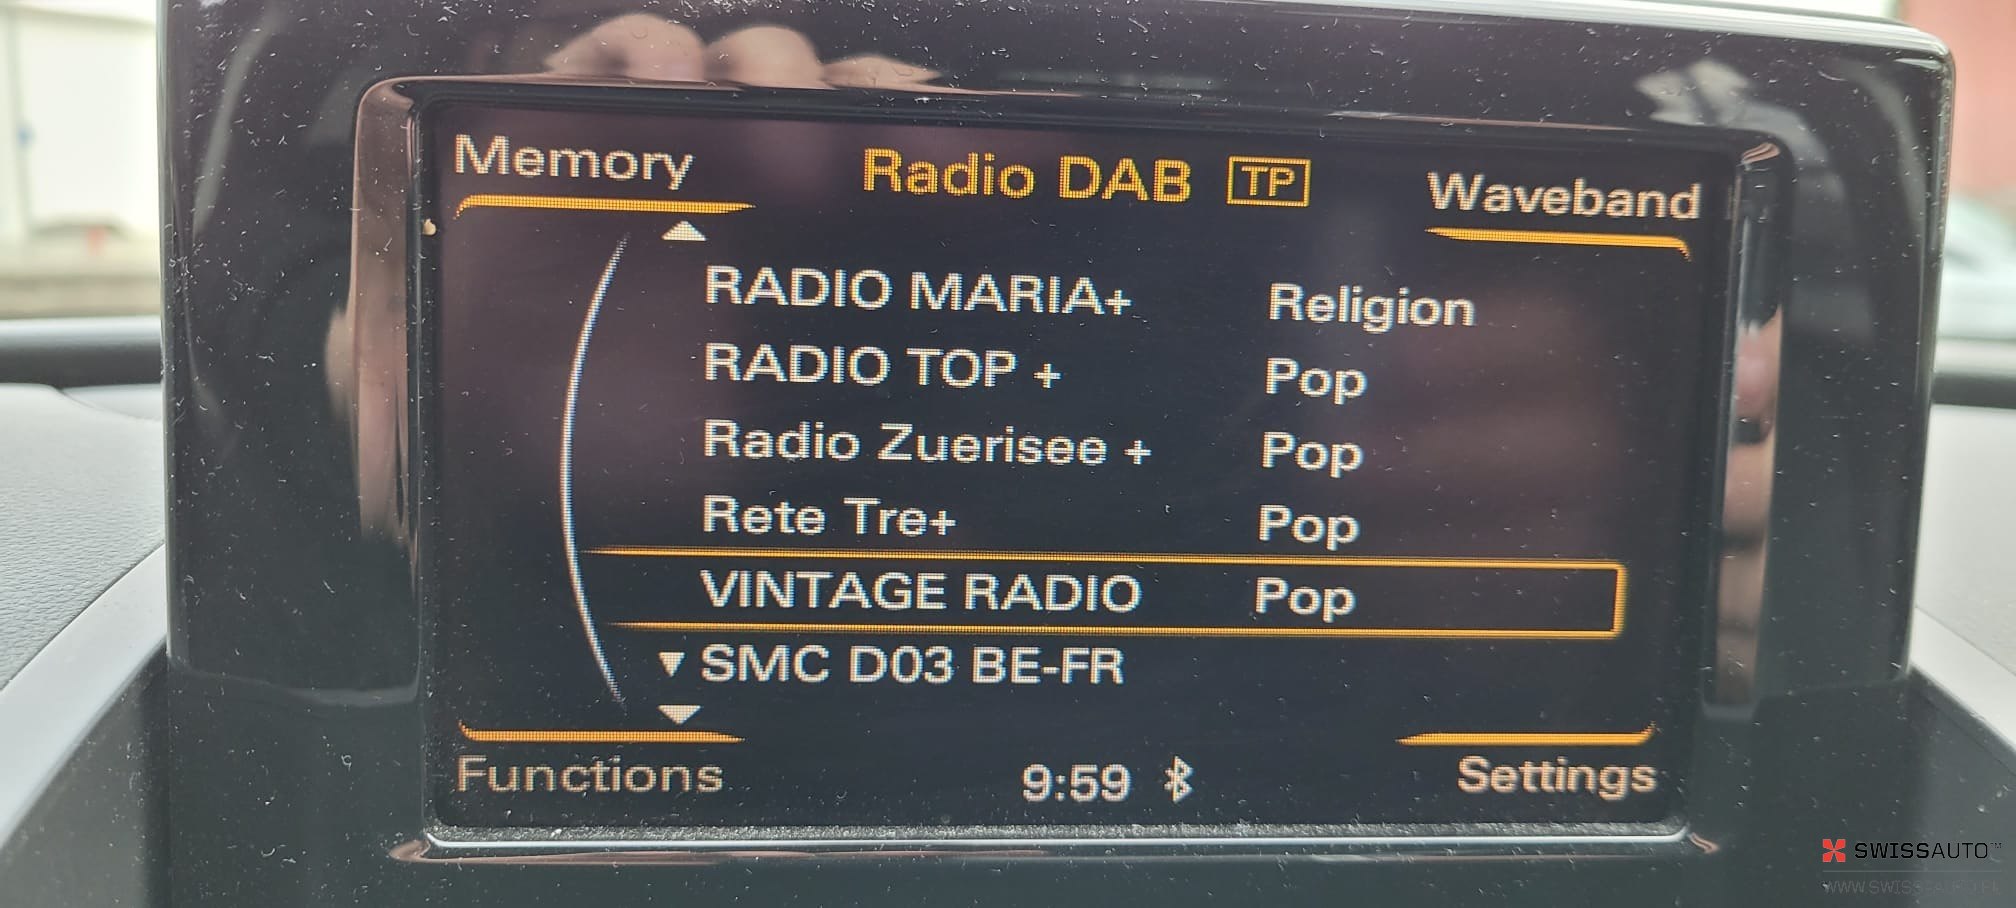 Memory
Radio DAB TP
Waveband
RADIO MARIA+ Religion
RADIO TOP + Pop
Radio Zuerisee + Pop
Rete Tre+ Pop
VINTAGE RADIO Pop
SMC D03 BE-FR
Functions
9:59
Settings
SWISSAUTO™